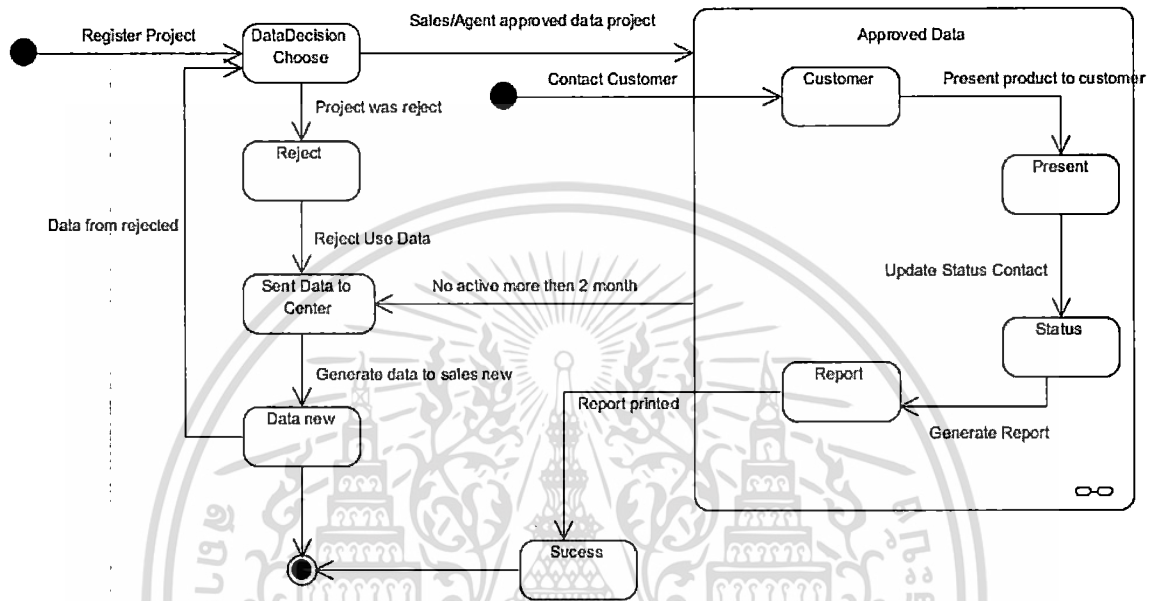 Register Project
DataDecision
Choose
Sales/Agent approved data project
Approved Data
Contact Customer
Customer
Present product to customer
Project was reject
Reject
Present
Data from rejected
Reject Use Data
Update Status Contact
Sent Data to
Center
No active more then 2 month
Status
Generate data to sales new
Report
Report printed
Data new
Generate Report
Sucess